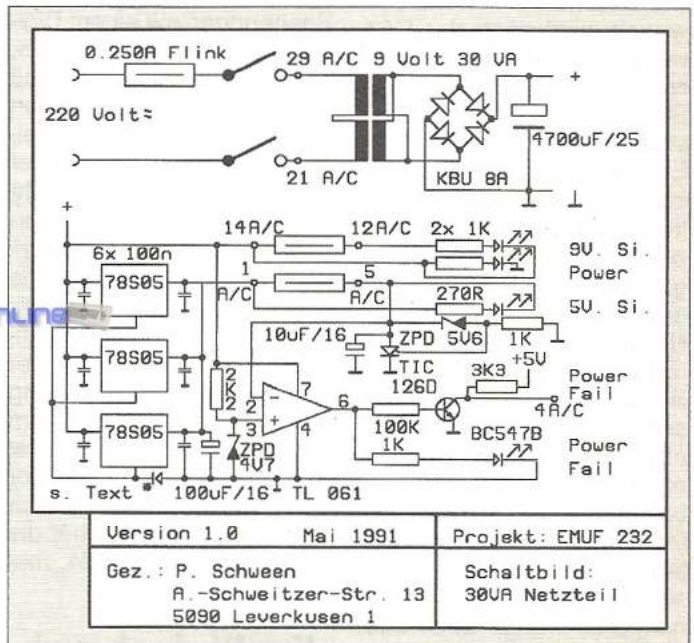 0.250A Flink
29 A/C 9 Volt 30 VA
+
220 Volt≂
4700uF/25
21 A/C
KBU 8A
⊥
+
14A/C 12A/C 2x 1K
6x 100n
9V. Si.
78S05
1 5
Power
A/C A/C
270R
5V. Si.
NLINE
10uF/16
ZPD 5V6
1K
78S05
2K2
TIC
126D
+5V
3K3
Power
Fail
2 -
7
6
3 +
4
100K
4A/C
78S05
ZPD
4V7
1K
BC547B
Power
Fail
s. Text *
100uF/16
TL 061
Version 1.0 Mai 1991
Projekt: EMUF 232
Gez.: P. Schween
A.-Schweitzer-Str. 13
5090 Leverkusen 1
Schaltbild:
30VA Netzteil